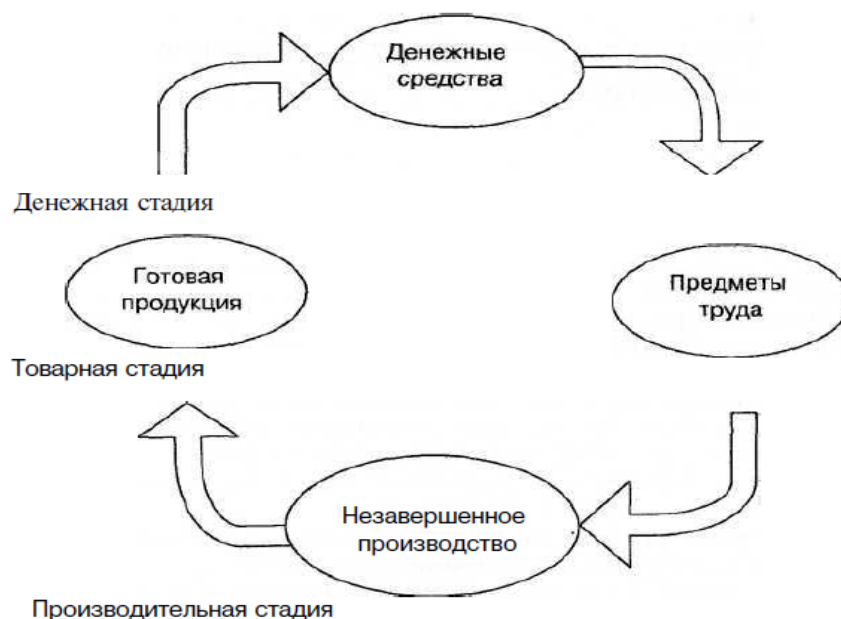 Денежные
средства
Денежная стадия
Готовая
продукция
Предметы
труда
Товарная стадия
Незавершенное
производство
Производительная стадия